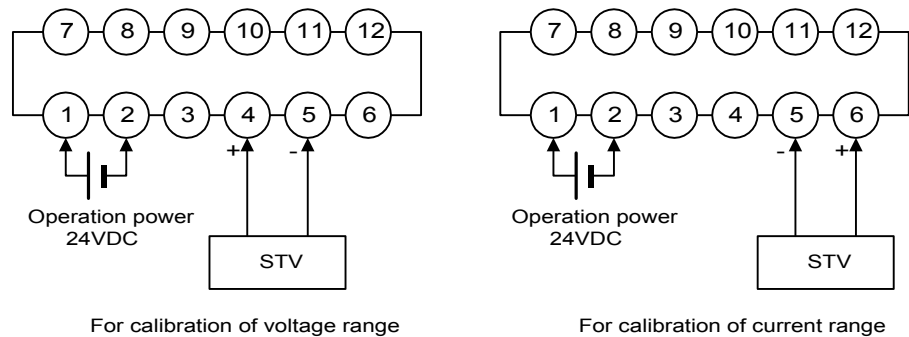 7 8 9 10 11 12
1 2 3 4 5 6
+ -
Operation power
24VDC
STV
For calibration of voltage range
7 8 9 10 11 12
1 2 3 4 5 6
- +
Operation power
24VDC
STV
For calibration of current range